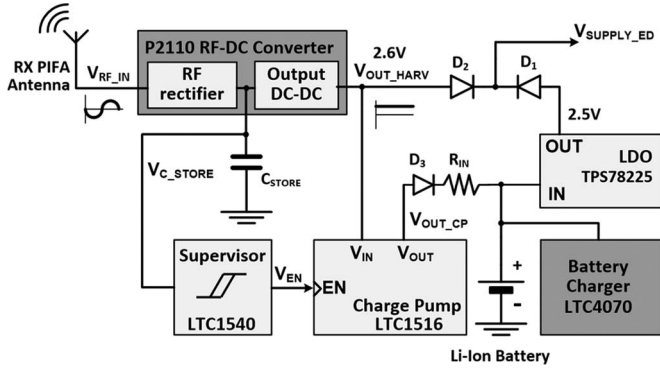 P2110 RF-DC Converter
RX PIFA
Antenna
V_RF_IN
RF
rectifier
Output
DC-DC
2.6V
V_OUT_HARV
D2
D1
V_SUPPLY_ED
2.5V
OUT
LDO
TPS78225
IN
V_C_STORE
C_STORE
D3
R_IN
V_OUT_CP
Supervisor
LTC1540
V_EN
V_IN
V_OUT
EN
Charge Pump
LTC1516
+
-
Battery
Charger
LTC4070
Li-Ion Battery